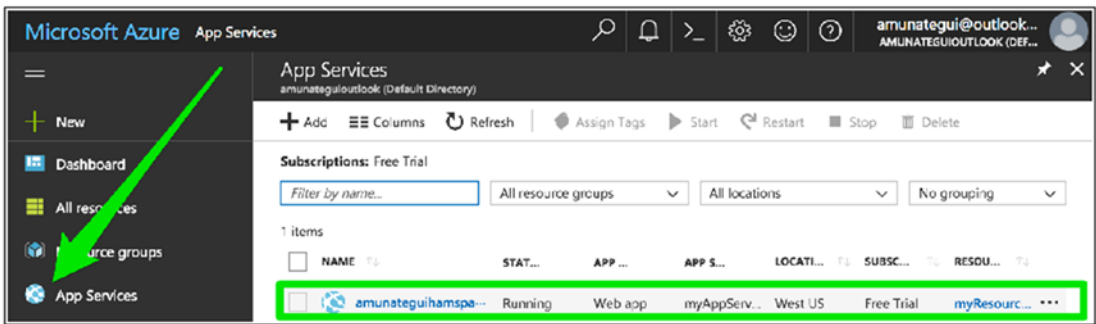 Microsoft Azure App Services
amunategui@outlook...
AMUNATEGUIOUTLOOK (DEF...
App Services
amunateguioutlook (Default Directory)
New
Dashboard
All resources
Resource groups
App Services
Add Columns Refresh Assign Tags Start Restart Stop Delete
Subscriptions: Free Trial
Filter by name... All resource groups All locations No grouping
1 items
NAME STAT... APP ... APP S... LOCATI... SUBSC... RESOU...
amunateguihamspa... Running Web app myAppServ... West US Free Trial myResourc... ...